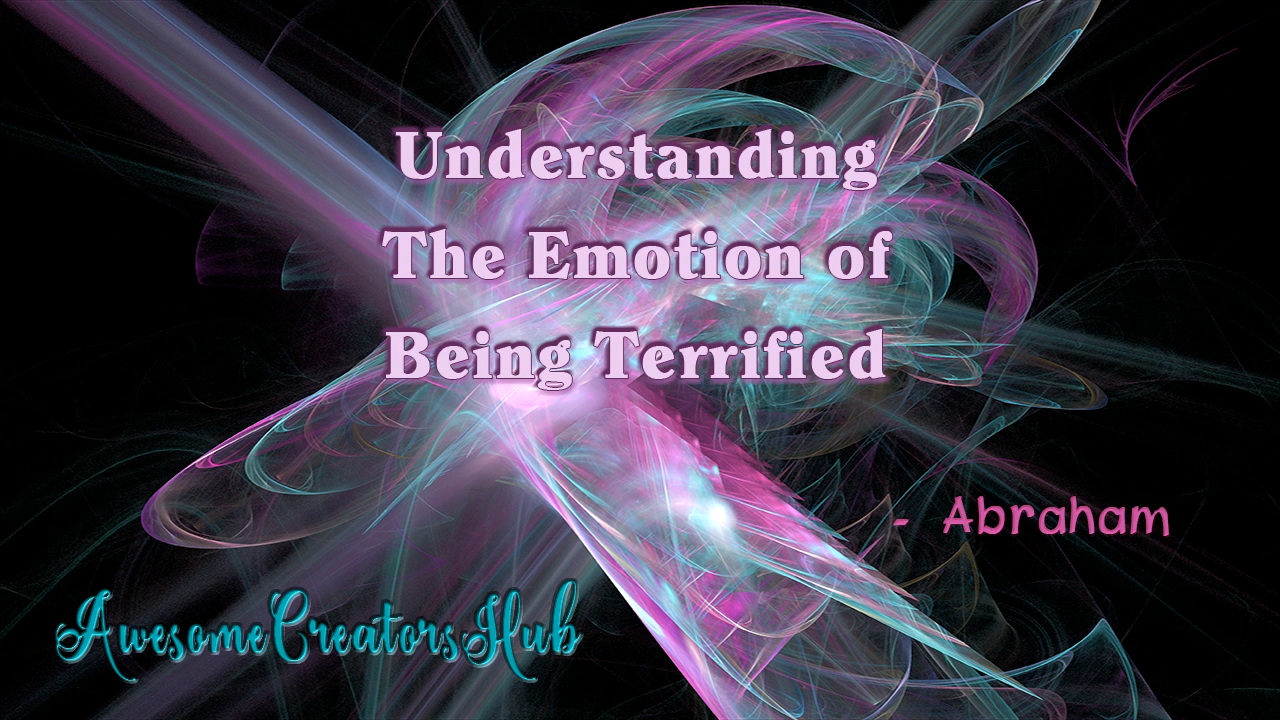 Understanding
The Emotion of
Being Terrified
- Abraham
AwesomeCreatorsHub